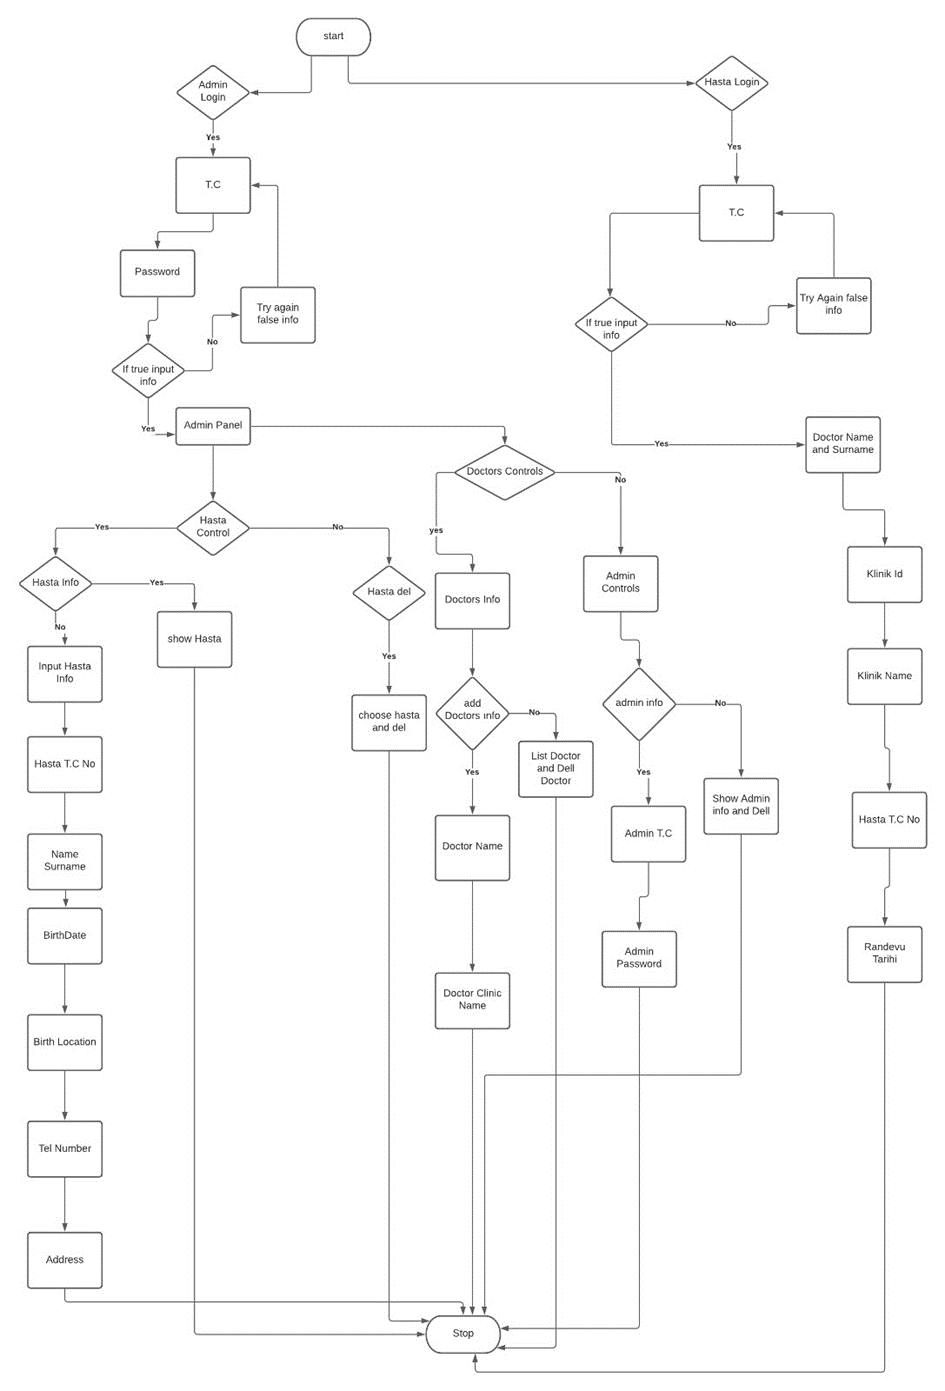 start
Admin
Login
Hasta Login
Yes
Yes
T.C
T.C
Password
Try again
false info
Try Again false
info
No
If true input
info
No
If true input
info
Yes
Admin Panel
Yes
Doctor Name
and Surname
Doctors Controls
No
yes
Hasta
Control
Yes
No
Hasta Info
Yes
Hasta del
Doctors Info
Admin
Controls
Klinik Id
No
show Hasta
Yes
Input Hasta
Info
Klinik Name
choose hasta
and del
add
Doctors info
No
admin info
No
Hasta T.C No
List Doctor
and Dell
Doctor
Yes
Yes
Show Admin
info and Dell
Hasta T.C No
Admin T.C
Name
Surname
Doctor Name
BirthDate
Admin
Password
Randevu
Tarihi
Doctor Clinic
Name
Birth Location
Tel Number
Address
Stop